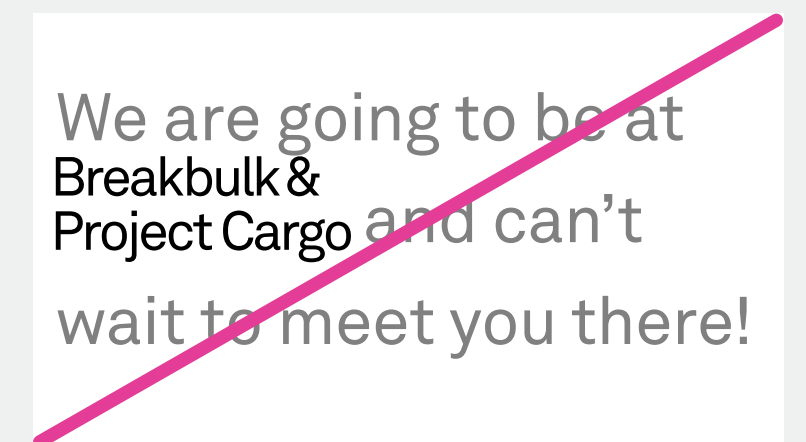 We are going to be at
Breakbulk &
Project Cargo and can’t
wait to meet you there!